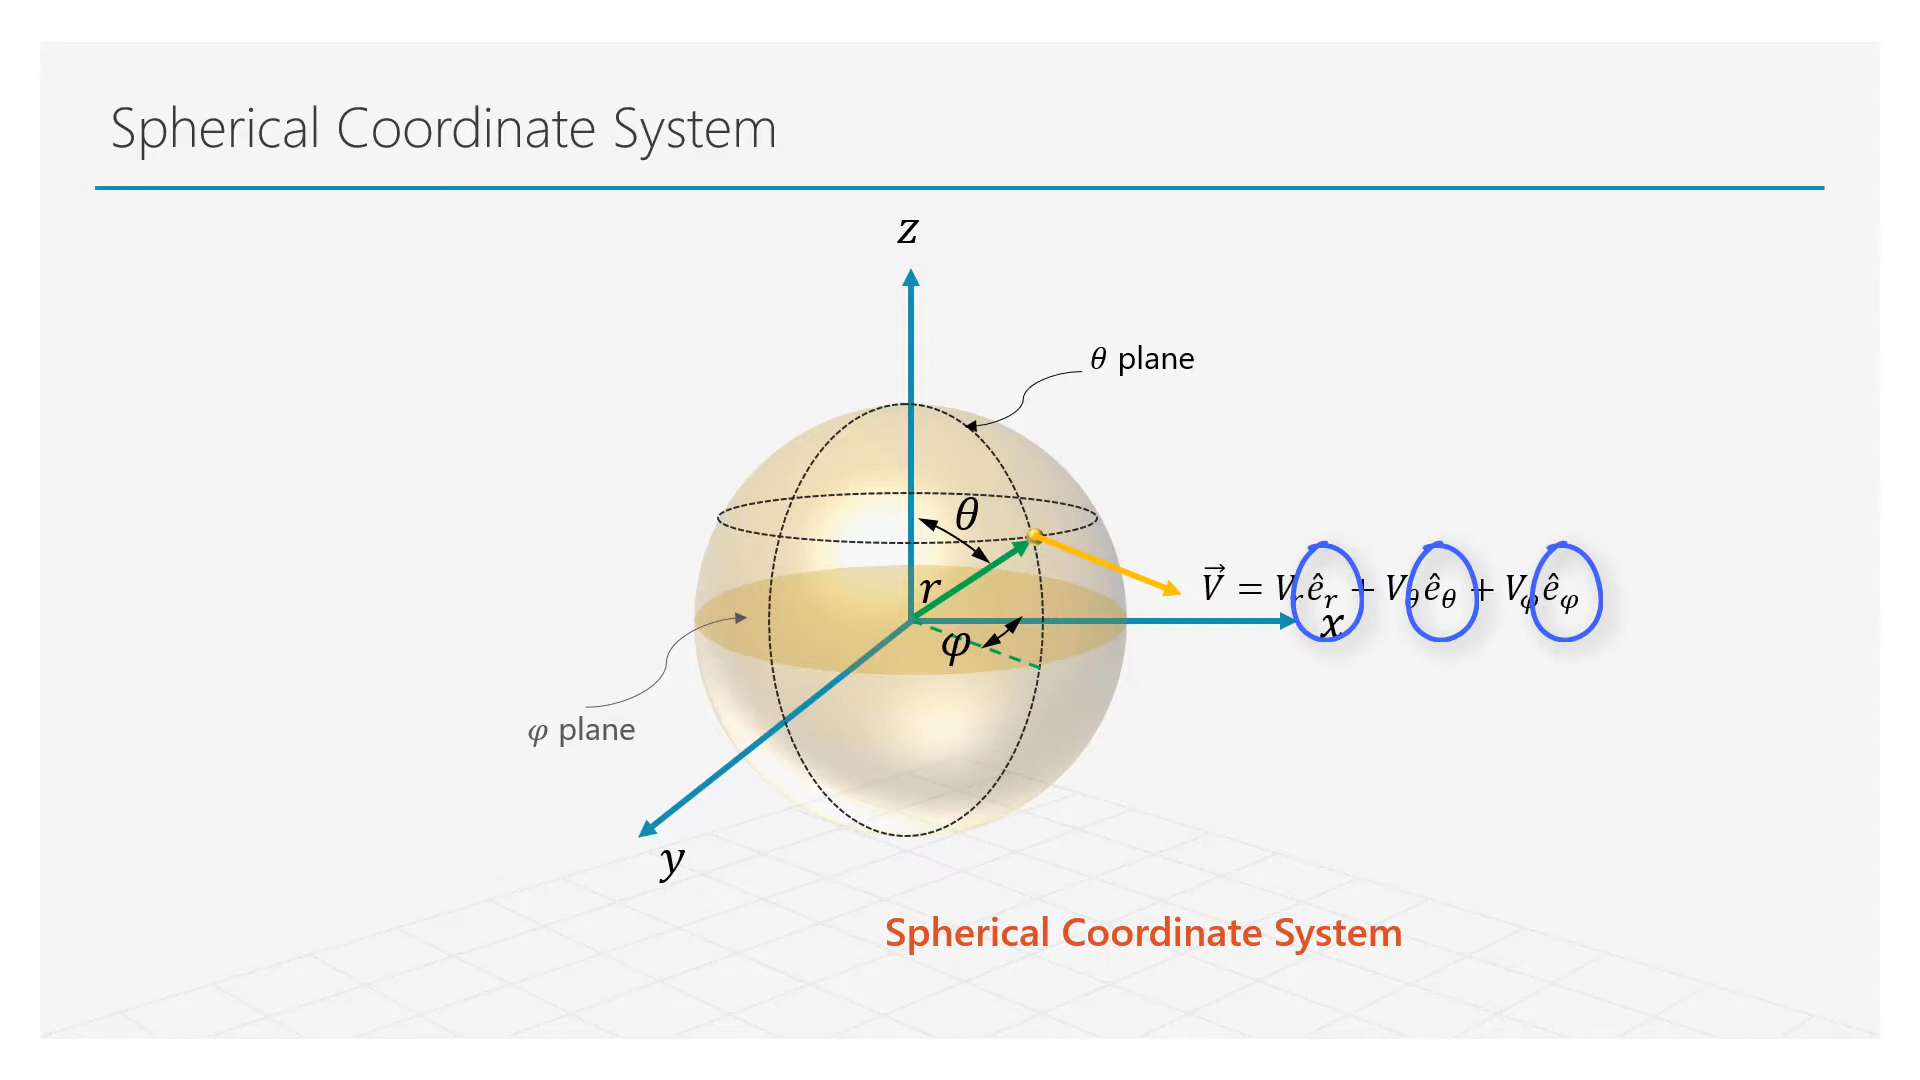 Spherical Coordinate System
z
θ plane
θ
r
V⃗ = V_r ê_r + V_θ ê_θ + V_φ ê_φ
x
φ
φ plane
y
Spherical Coordinate System